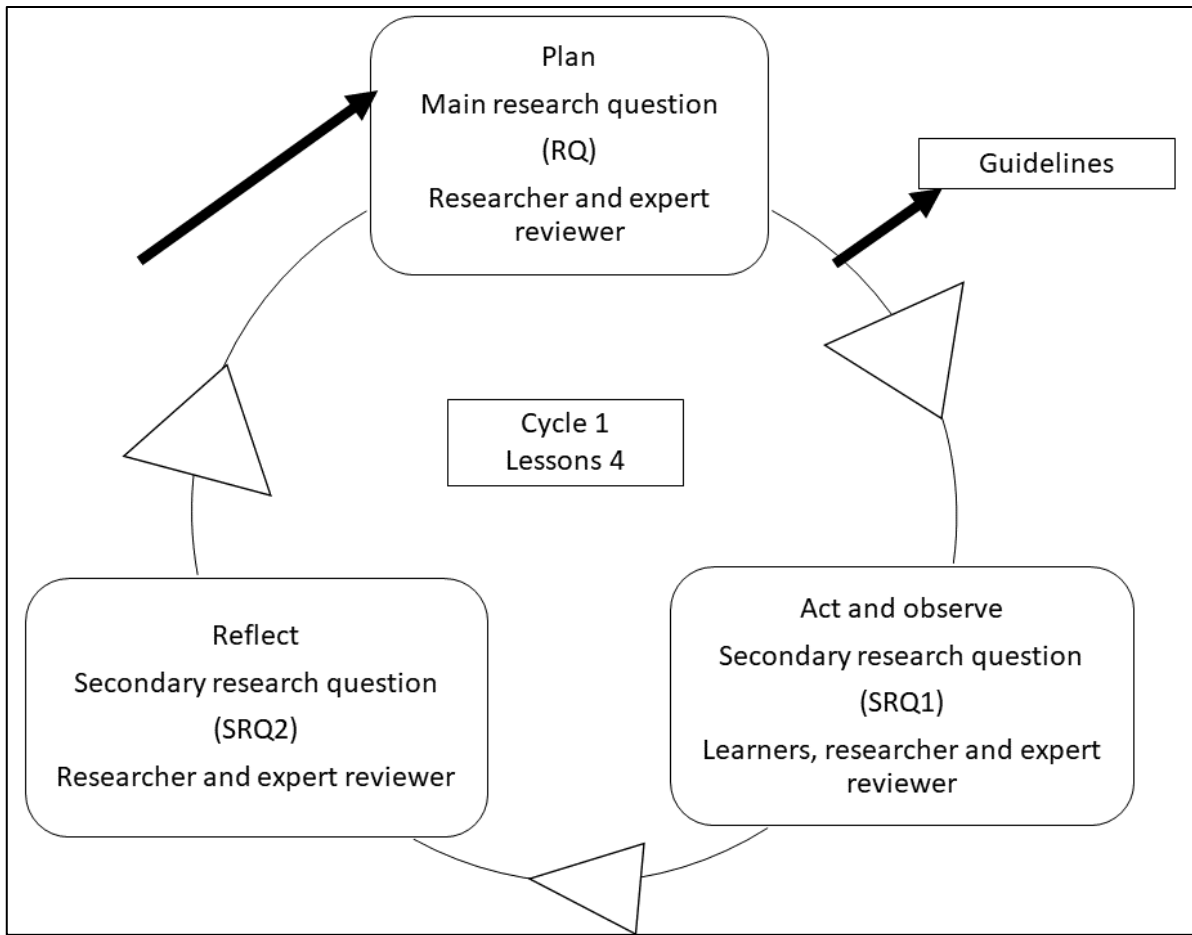 Plan
Main research question
(RQ)
Researcher and expert
reviewer
Guidelines
Cycle 1
Lessons 4
Act and observe
Secondary research question
(SRQ1)
Learners, researcher and expert
reviewer
Reflect
Secondary research question
(SRQ2)
Researcher and expert reviewer